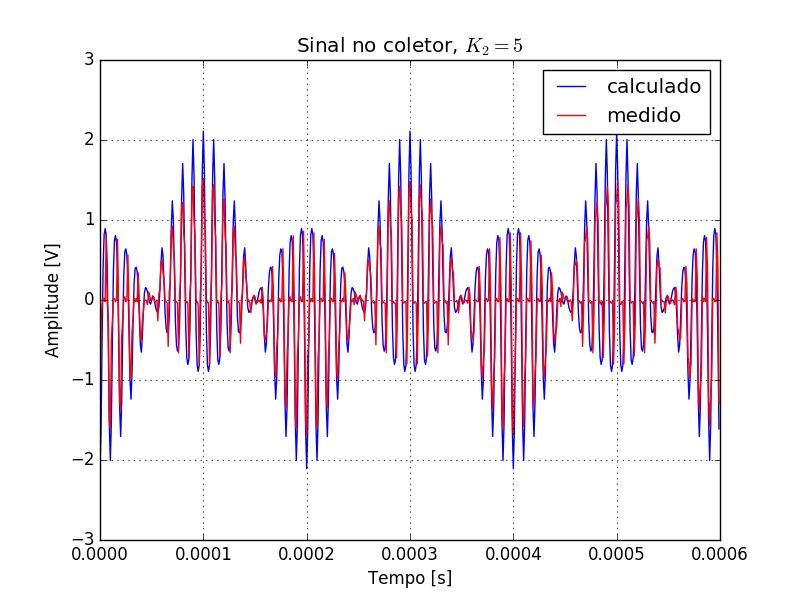 Sinal no coletor, K₂ = 5
calculado
medido
3
2
1
0
−1
−2
−3
Amplitude [V]
0.0000 0.0001 0.0002 0.0003 0.0004 0.0005 0.0006
Tempo [s]